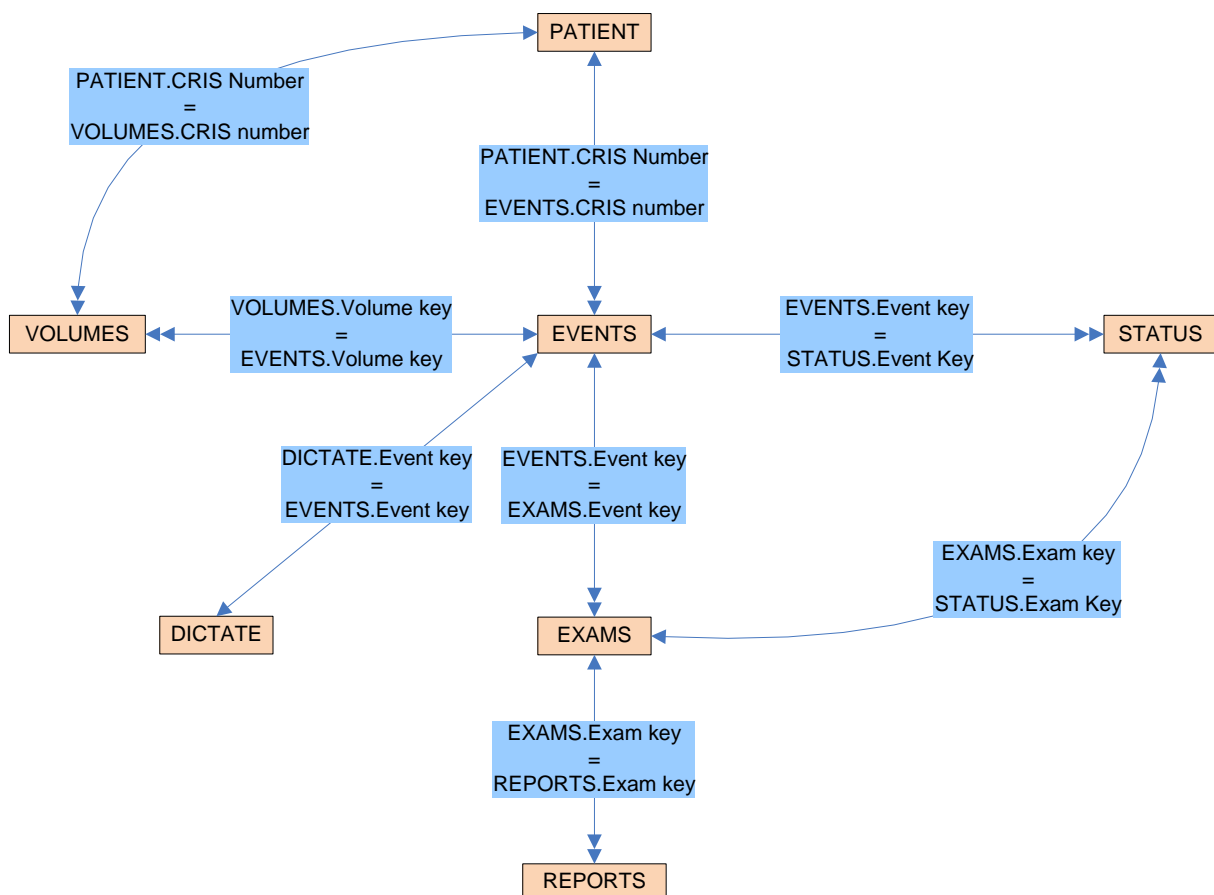 PATIENT
PATIENT.CRIS Number
=
VOLUMES.CRIS number
PATIENT.CRIS Number
=
EVENTS.CRIS number
VOLUMES
VOLUMES.Volume key
=
EVENTS.Volume key
EVENTS
EVENTS.Event key
=
STATUS.Event Key
STATUS
DICTATE.Event key
=
EVENTS.Event key
EVENTS.Event key
=
EXAMS.Event key
EXAMS.Exam key
=
STATUS.Exam Key
DICTATE
EXAMS
EXAMS.Exam key
=
REPORTS.Exam key
REPORTS